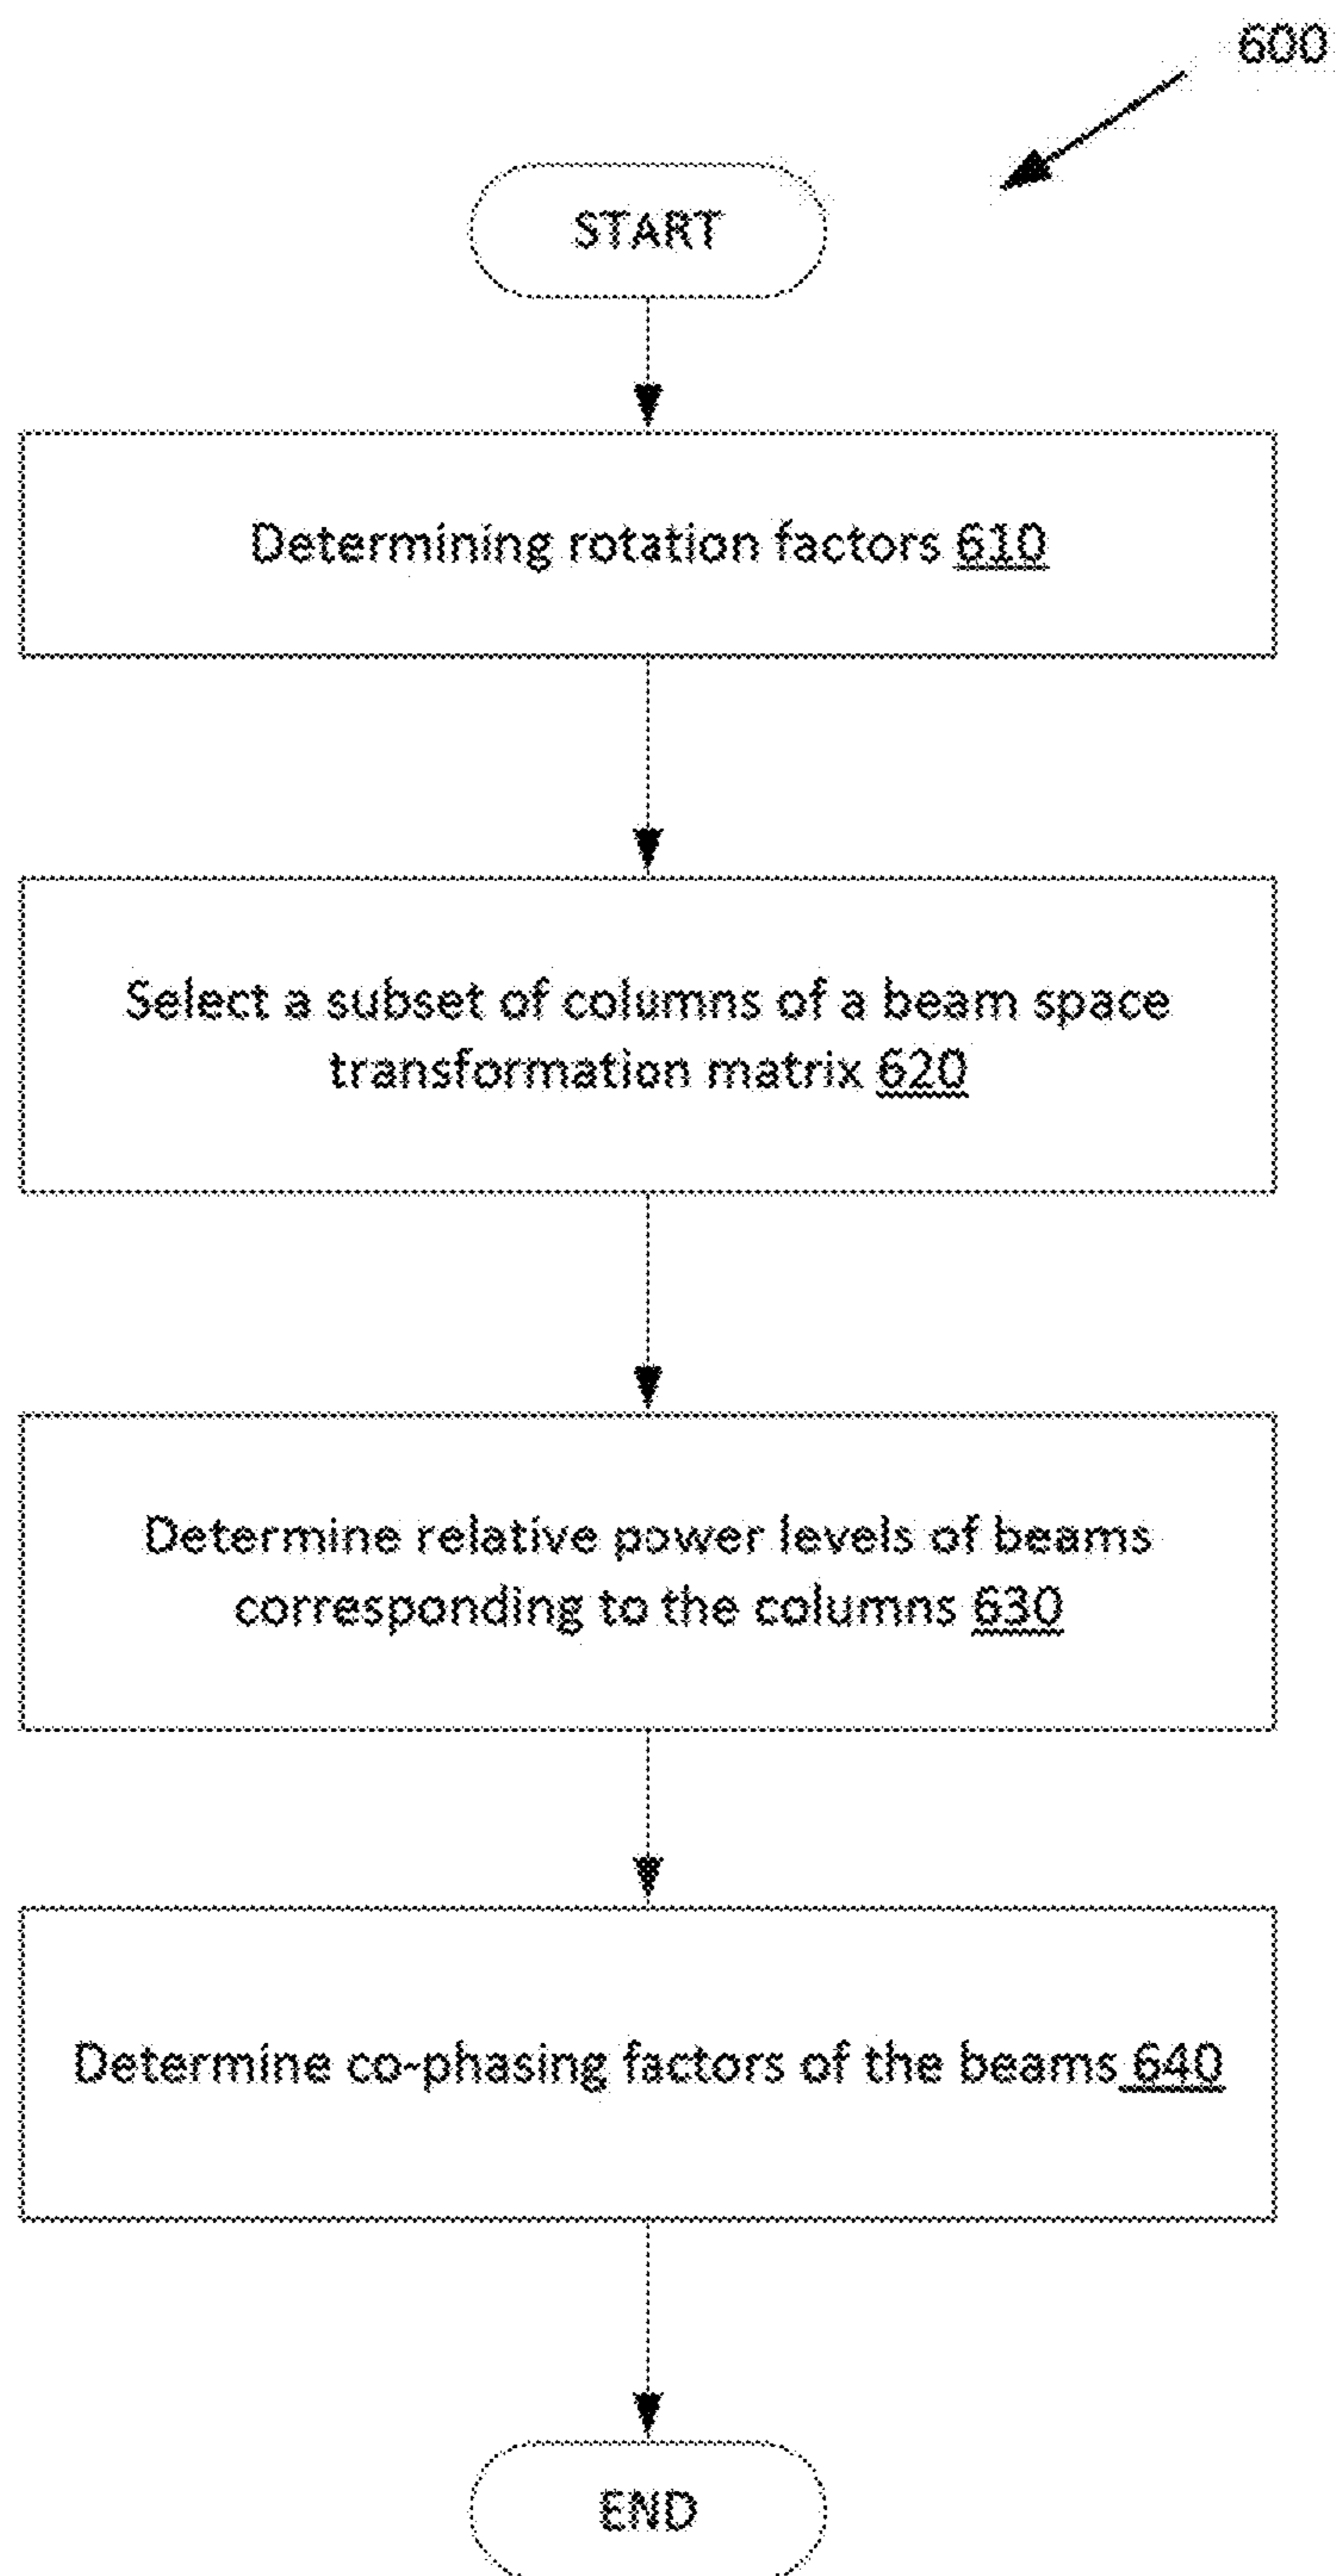 600
START
Determining rotation factors 610
Select a subset of columns of a beam space
transformation matrix 620
Determine relative power levels of beams
corresponding to the columns 630
Determine co-phasing factors of the beams 640
END